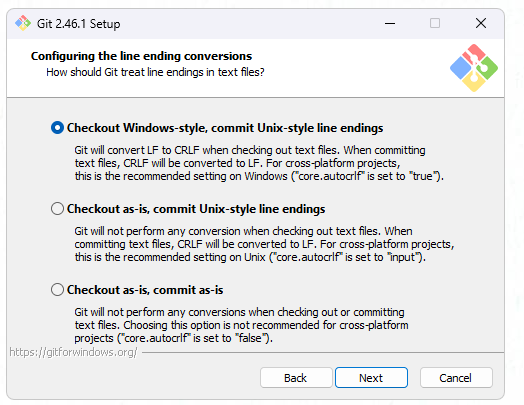 Git 2.46.1 Setup
Configuring the line ending conversions
How should Git treat line endings in text files?
Checkout Windows-style, commit Unix-style line endings
Git will convert LF to CRLF when checking out text files. When committing
text files, CRLF will be converted to LF. For cross-platform projects,
this is the recommended setting on Windows ("core.autocrlf" is set to "true").
Checkout as-is, commit Unix-style line endings
Git will not perform any conversion when checking out text files. When
committing text files, CRLF will be converted to LF. For cross-platform projects,
this is the recommended setting on Unix ("core.autocrlf" is set to "input").
Checkout as-is, commit as-is
Git will not perform any conversions when checking out or committing
text files. Choosing this option is not recommended for cross-platform
projects ("core.autocrlf" is set to "false").
https://gitforwindows.org/
Back
Next
Cancel